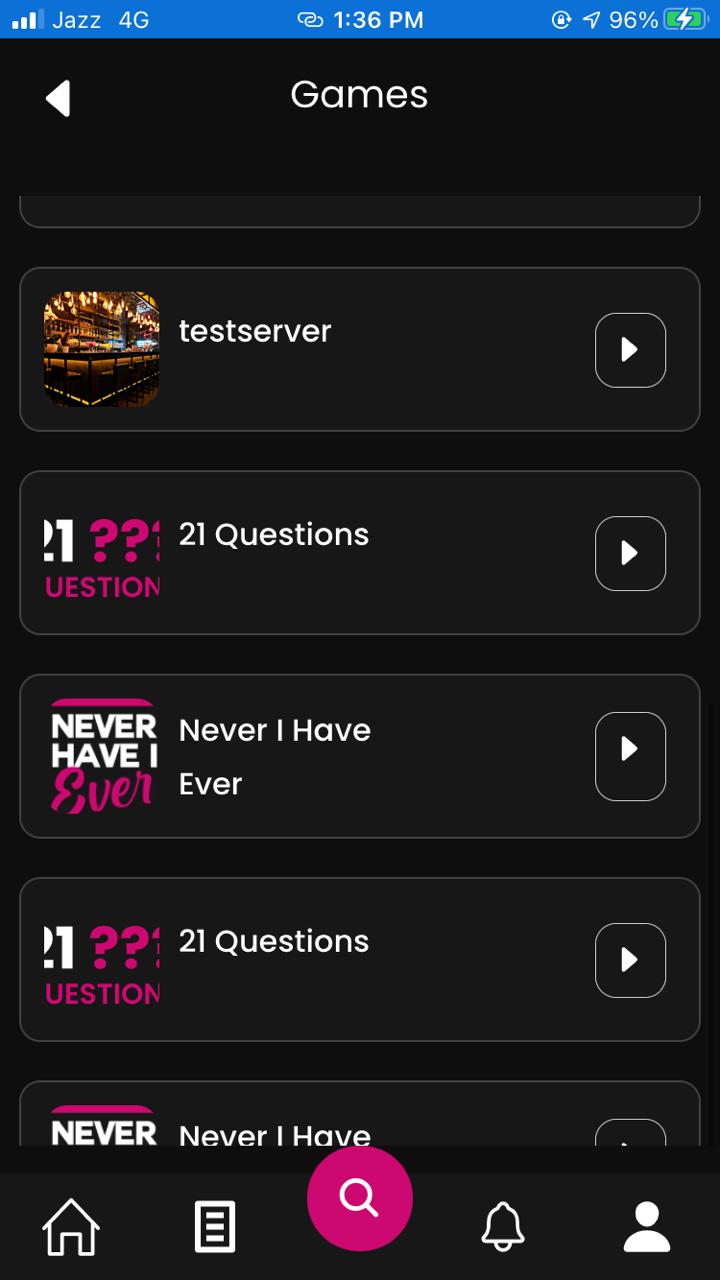 Jazz 4G 1:36 PM 96%
Games
testserver
21 ???
UESTION
21 Questions
NEVER
HAVE I
Ever
Never I Have
Ever
21 ???
UESTION
21 Questions
NEVER
Never I Have